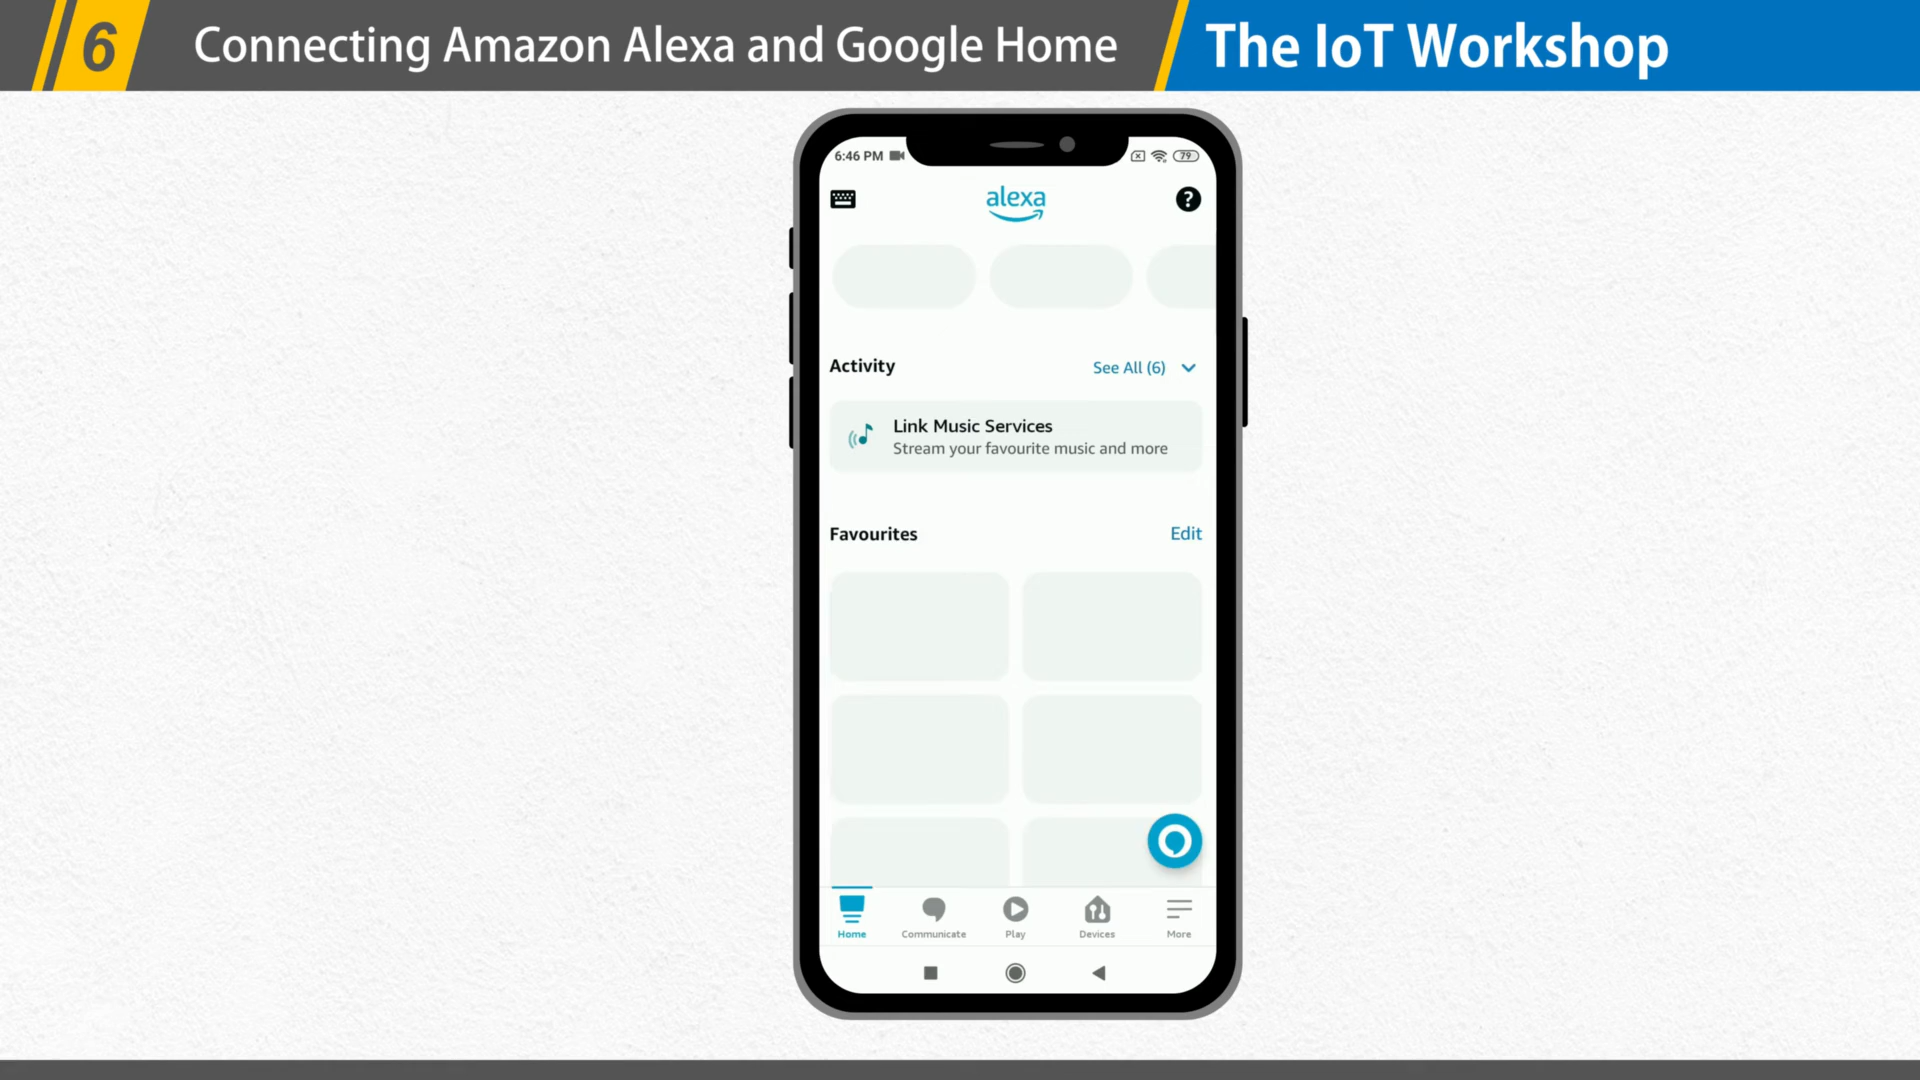 6
Connecting Amazon Alexa and Google Home
The IoT Workshop
6:46 PM
79
alexa
?
Activity
See All (6)
Link Music Services
Stream your favourite music and more
Favourites
Edit
Home
Communicate
Play
Devices
More